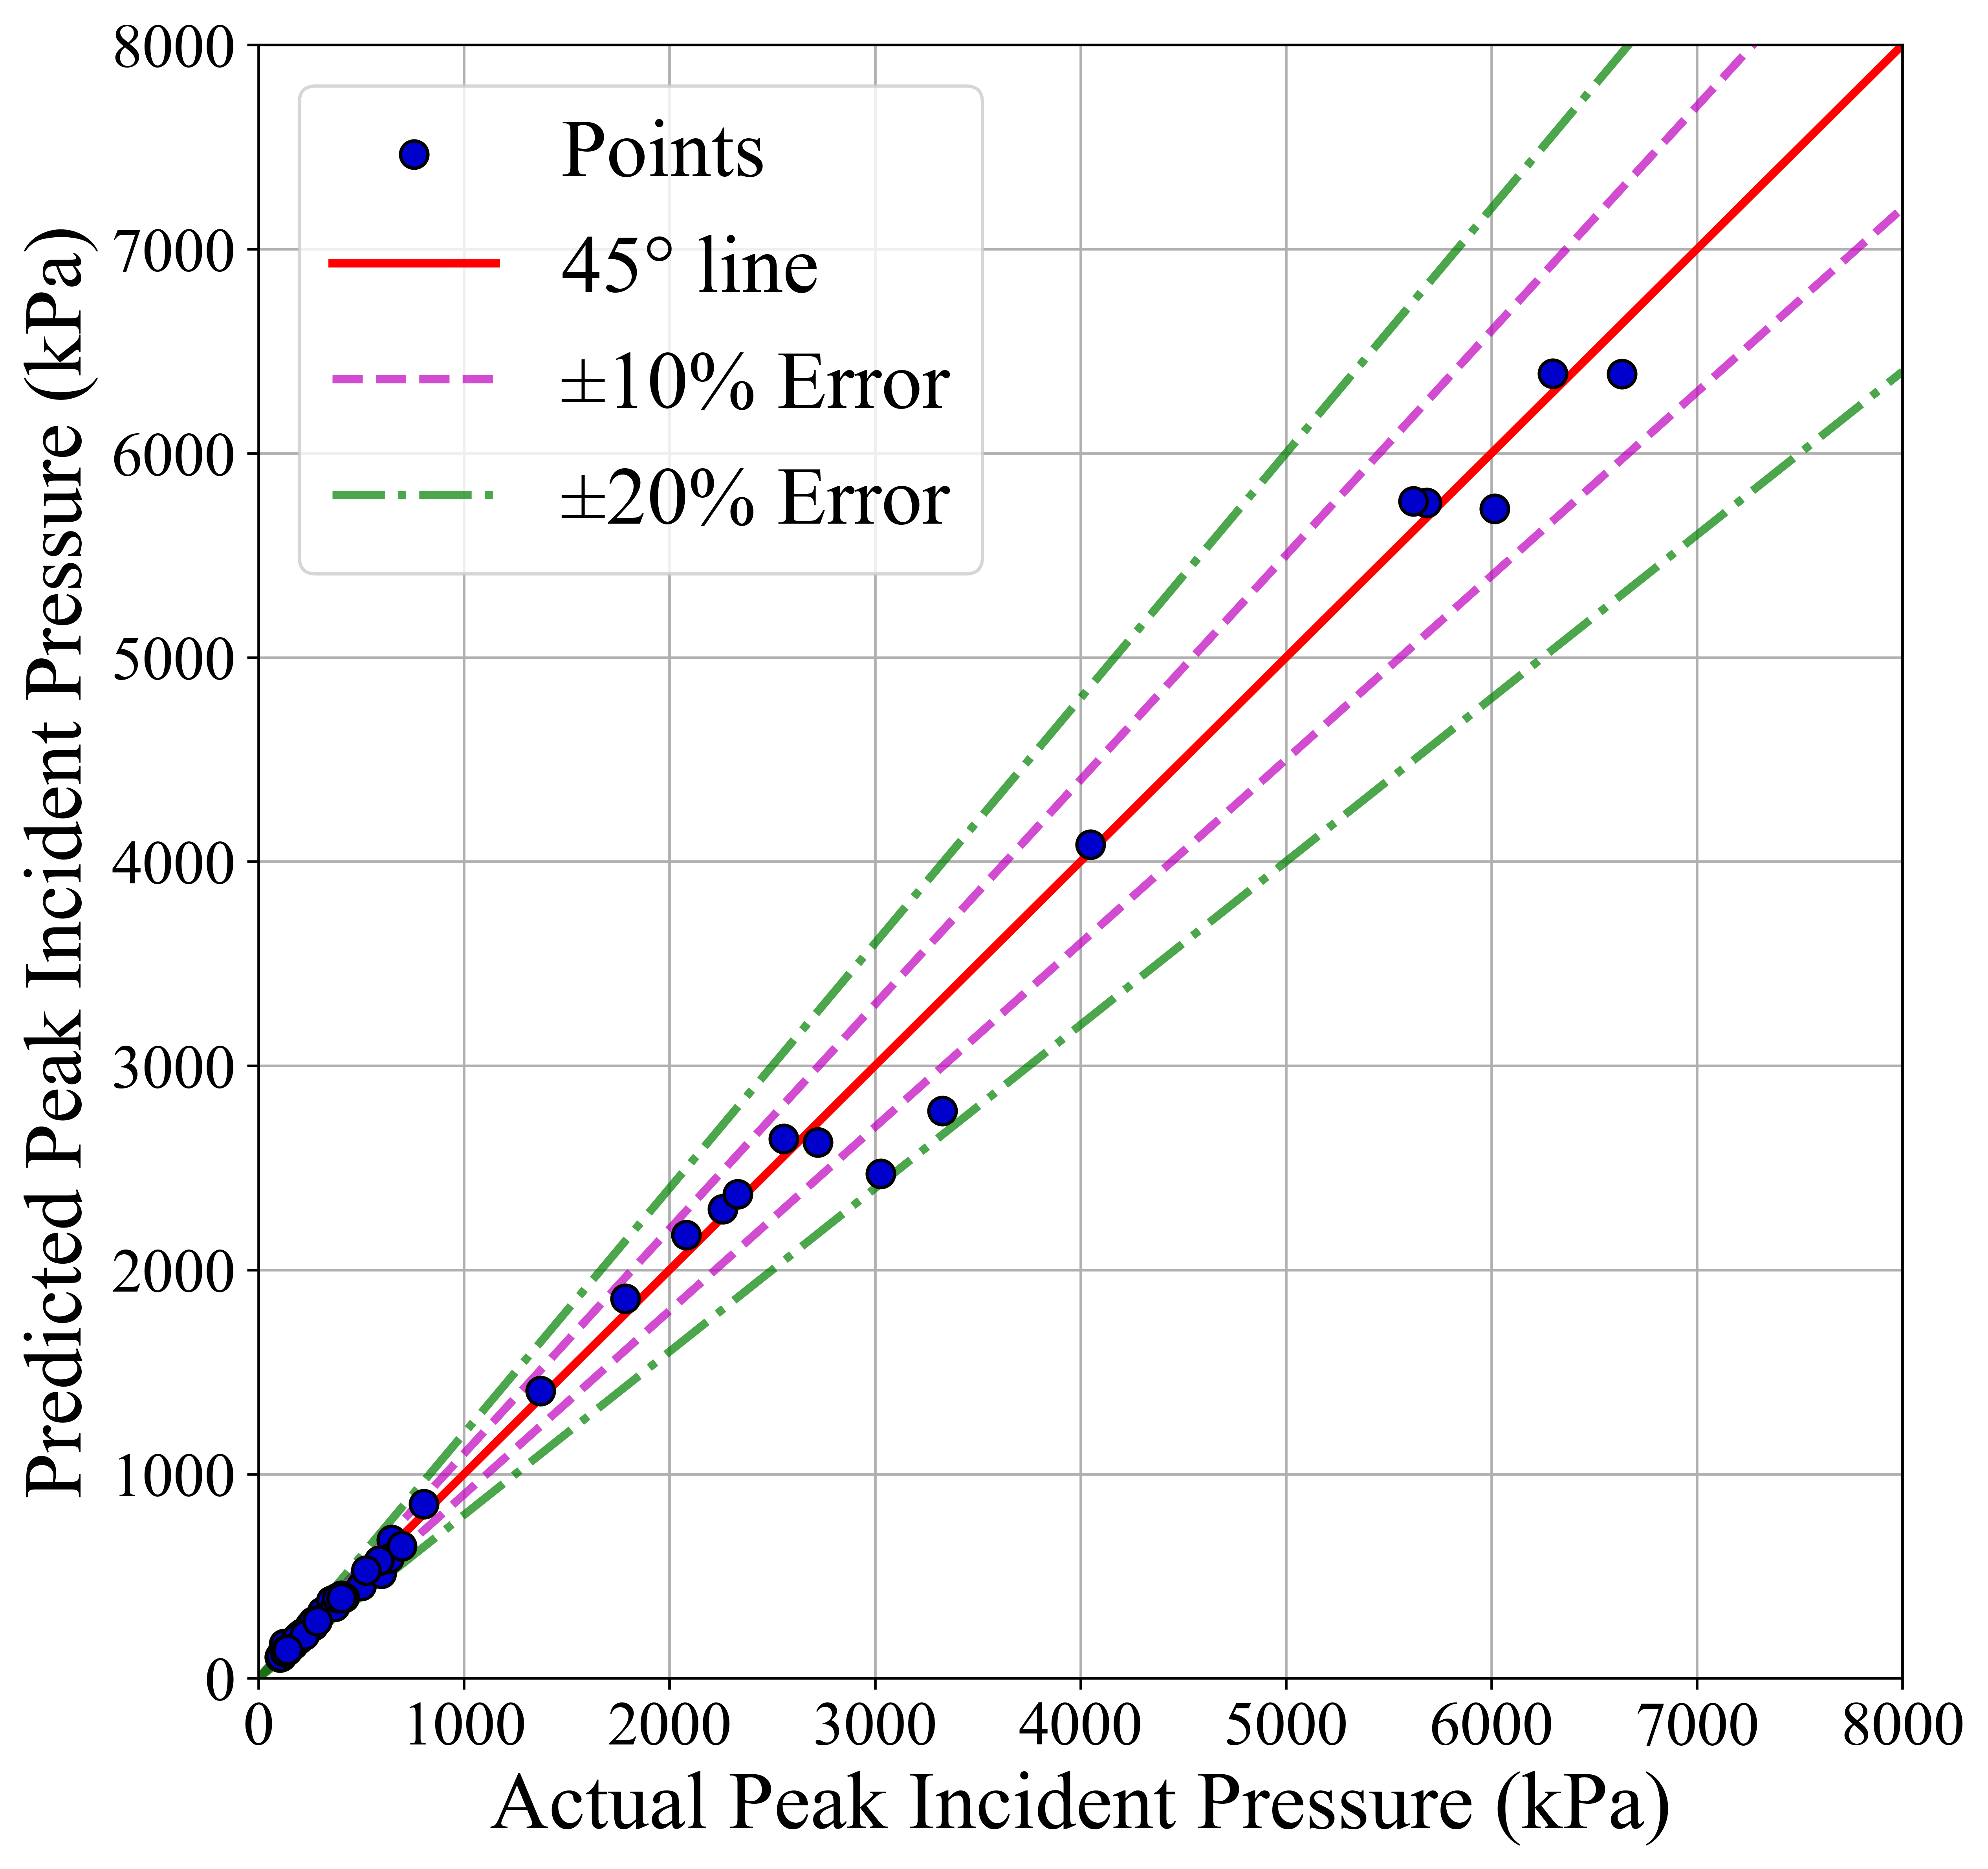 Predicted Peak Incident Pressure (kPa)
8000
7000
6000
5000
4000
3000
2000
1000
0
Points
45° line
±10% Error
±20% Error
0 1000 2000 3000 4000 5000 6000 7000 8000
Actual Peak Incident Pressure (kPa)